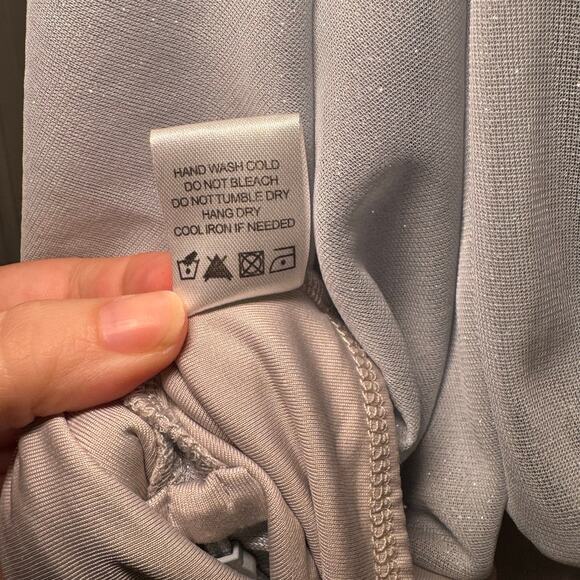 HAND WASH COLD
DO NOT BLEACH
DO NOT TUMBLE DRY
HANG DRY
COOL IRON IF NEEDED